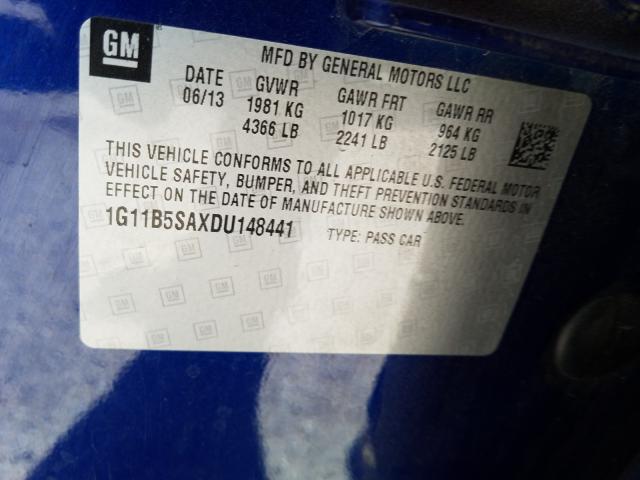 GM
MFD BY GENERAL MOTORS LLC
DATE GVWR GAWR FRT GAWR RR
06/13 1981 KG 1017 KG 964 KG
4366 LB 2241 LB 2125 LB
THIS VEHICLE CONFORMS TO ALL APPLICABLE U.S. FEDERAL MOTOR
VEHICLE SAFETY, BUMPER, AND THEFT PREVENTION STANDARDS IN
EFFECT ON THE DATE OF MANUFACTURE SHOWN ABOVE.
1G11B5SAXDU148441 TYPE: PASS CAR